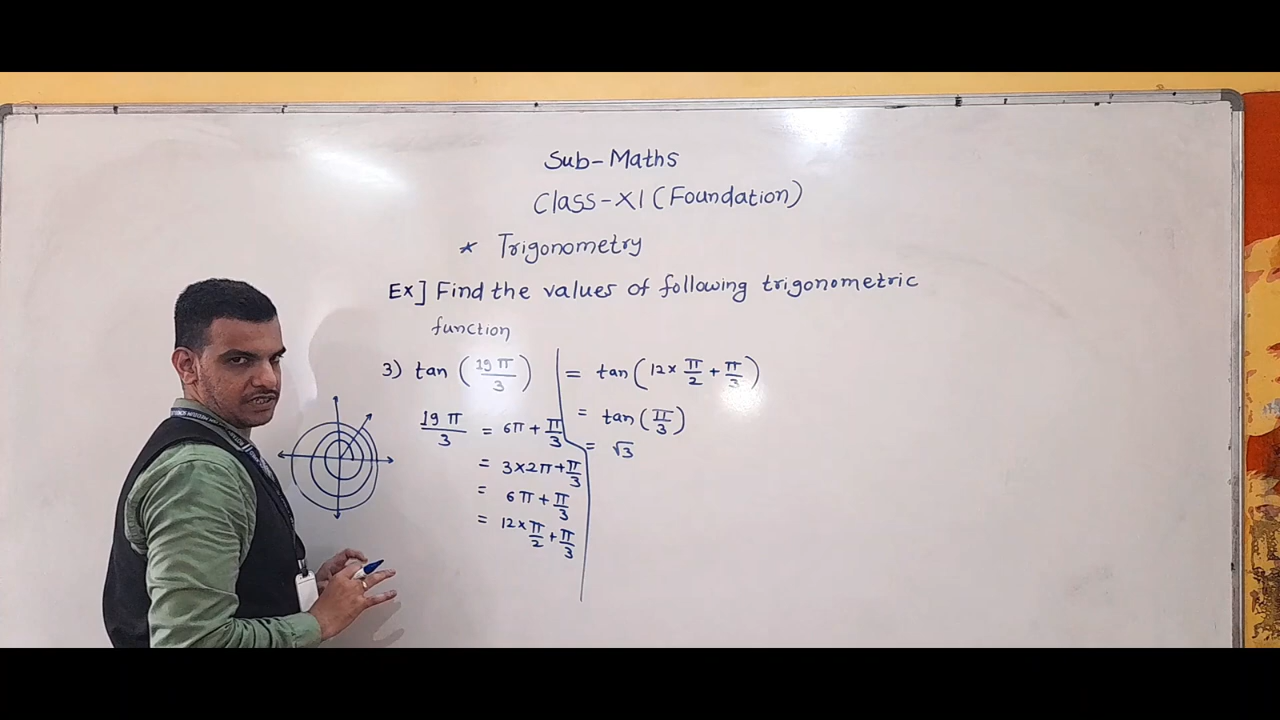 Sub-Maths
Class-XI (Foundation)
* Trigonometry
Ex] Find the values of following trigonometric
function
3) tan (19π/3)
19π/3 = 6π + π/3
= 3×2π + π/3
= 6π + π/3
= 12×π/2 + π/3
= tan (12× π/2 + π/3)
= tan (π/3)
= √3